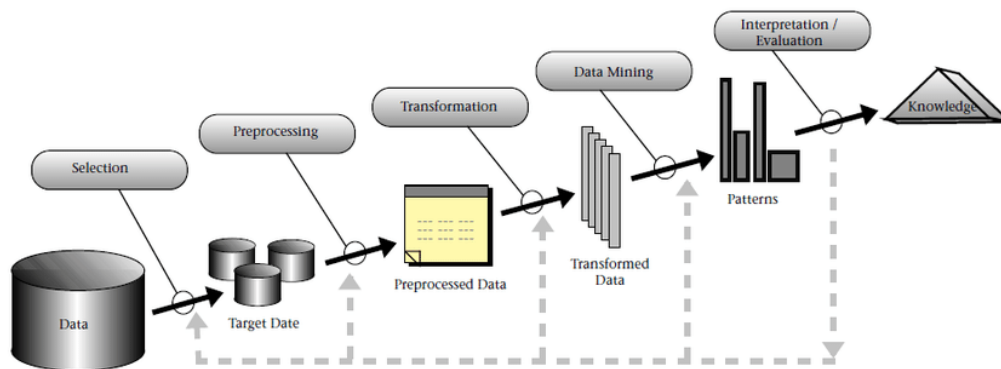 Interpretation /
Evaluation
Data Mining
Transformation
Preprocessing
Selection
Knowledge
Patterns
Transformed
Data
Preprocessed Data
Target Date
Data